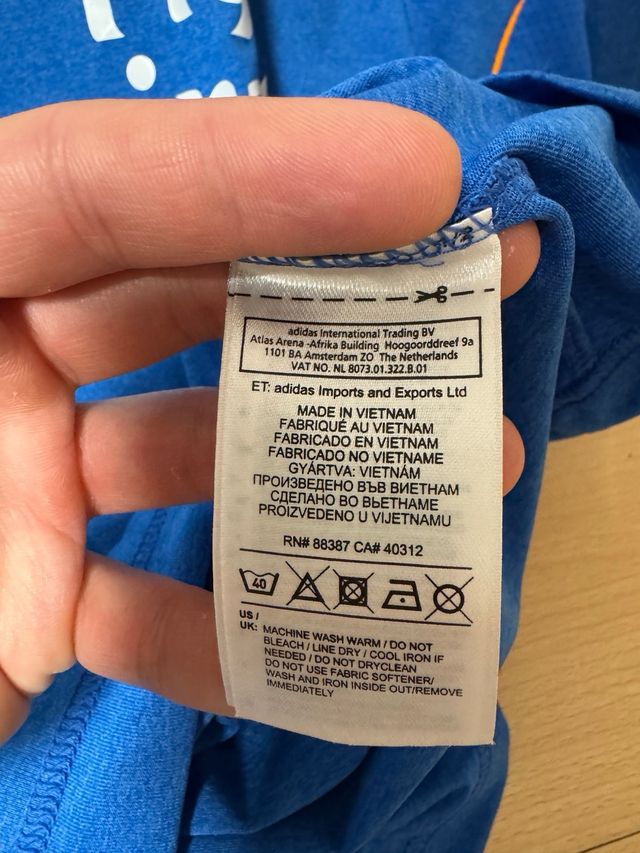 adidas International Trading BV
Atlas Arena -Afrika Building Hoogoorddreef 9a
1101 BA Amsterdam ZO The Netherlands
VAT NO. NL 8073.01.322.B.01
ET: adidas Imports and Exports Ltd
MADE IN VIETNAM
FABRIQUÉ AU VIETNAM
FABRICADO EN VIETNAM
FABRICADO NO VIETNAME
GYÁRTVA: VIETNÁM
ПРОИЗВЕДЕНО ВЪВ ВИЕТНАМ
СДЕЛАНО ВО ВЬЕТНАМЕ
PROIZVEDENO U VIJETNAMU
RN# 88387 CA# 40312
40
US /
UK: MACHINE WASH WARM / DO NOT
BLEACH / LINE DRY / COOL IRON IF
NEEDED / DO NOT DRYCLEAN
DO NOT USE FABRIC SOFTENER/
WASH AND IRON INSIDE OUT/REMOVE
IMMEDIATELY